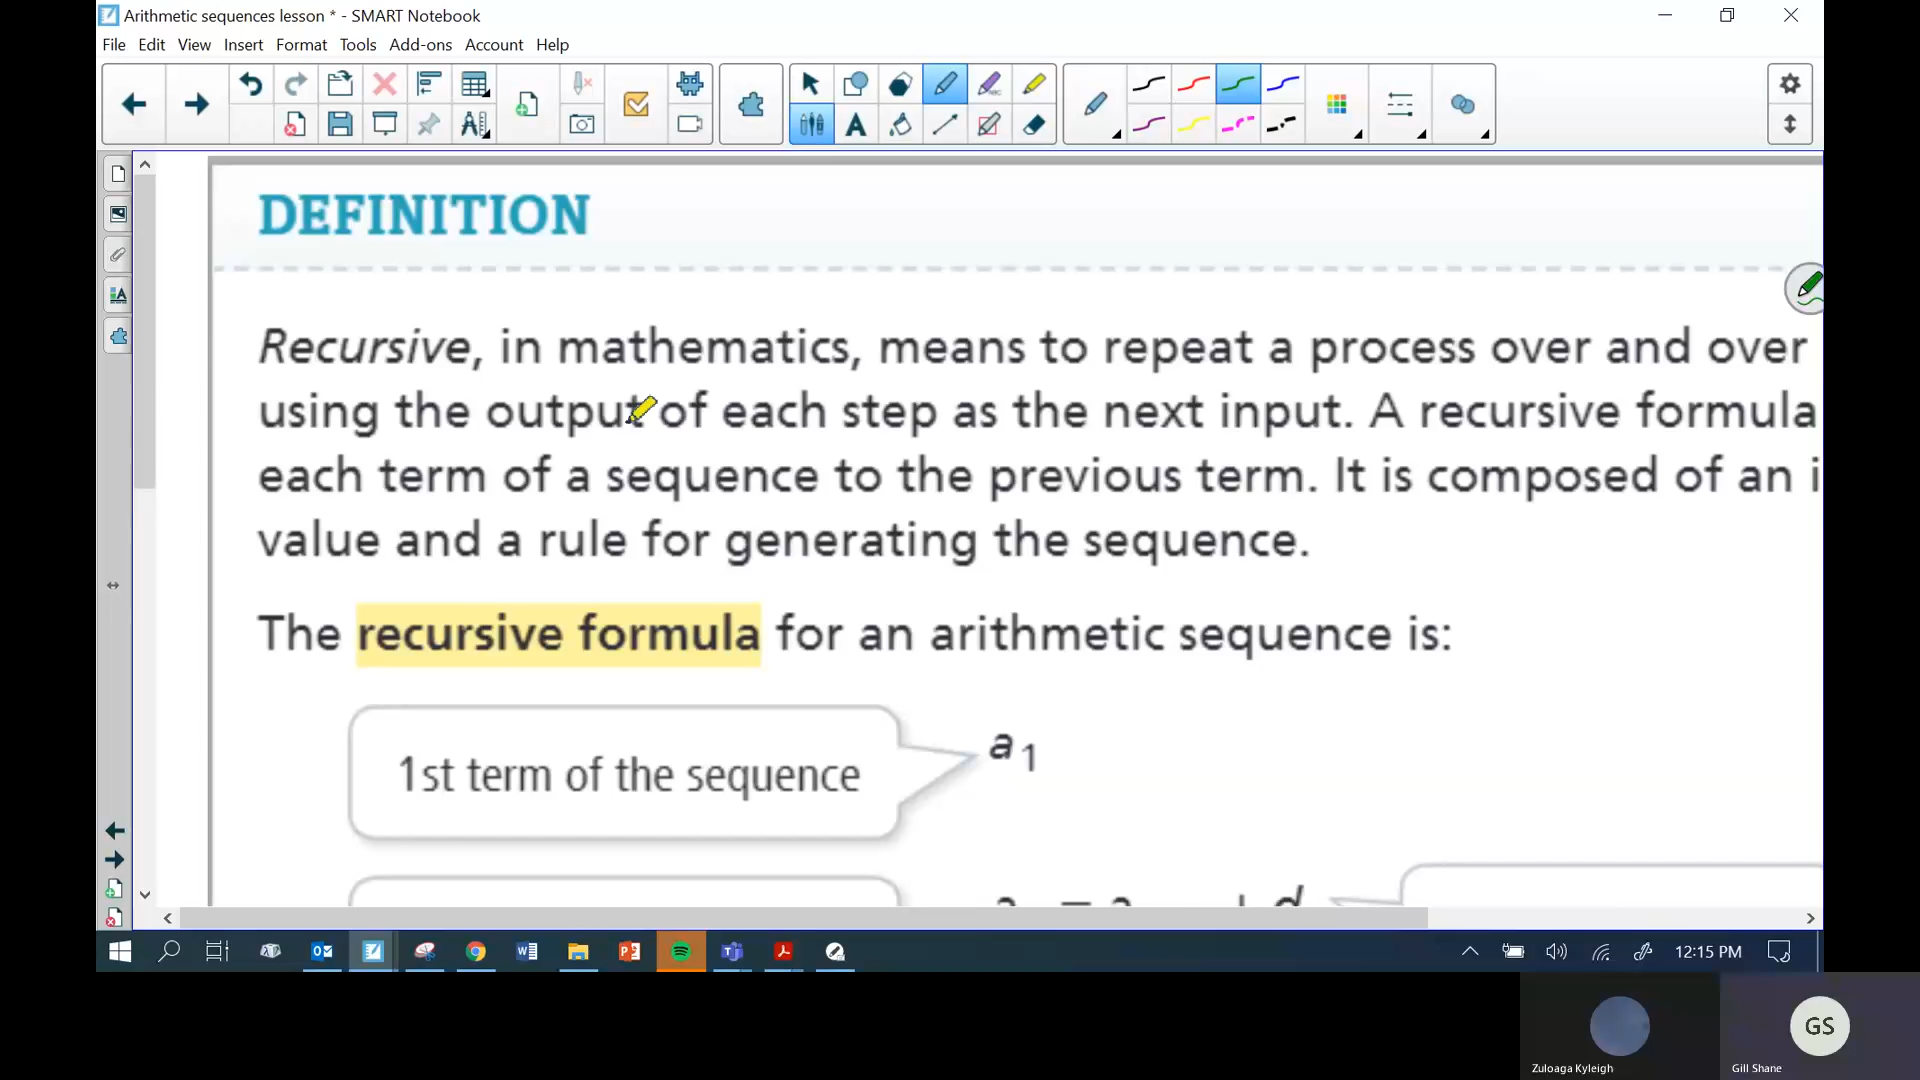 Arithmetic sequences lesson * - SMART Notebook
File Edit View Insert Format Tools Add-ons Account Help
DEFINITION
Recursive, in mathematics, means to repeat a process over and over
using the output of each step as the next input. A recursive formula
each term of a sequence to the previous term. It is composed of an i
value and a rule for generating the sequence.
The recursive formula for an arithmetic sequence is:
1st term of the sequence
a1
12:15 PM
GS
Zuloaga Kyleigh
Gill Shane